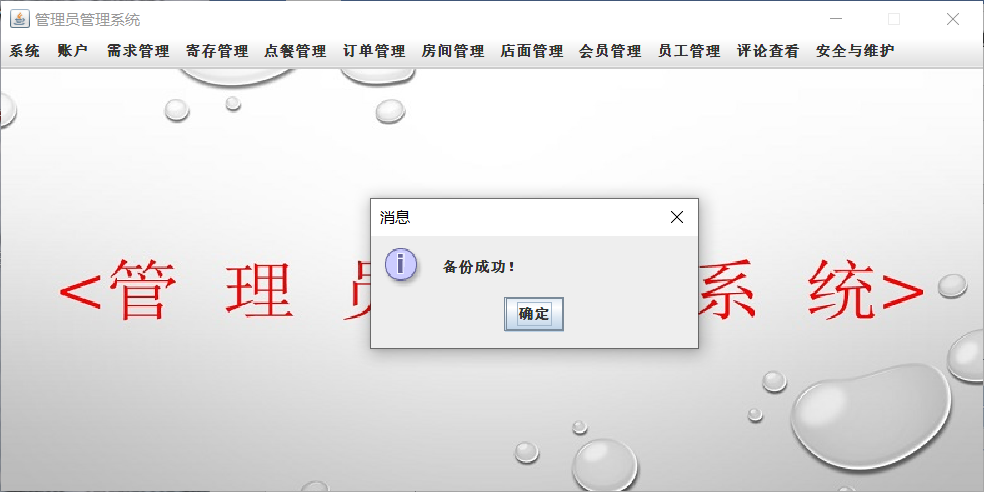 管理员管理系统
系统 账户 需求管理 寄存管理 点餐管理 订单管理 房间管理 店面管理 会员管理 员工管理 评论查看 安全与维护
消息
备份成功！
<管 理 员 系 统>
确定